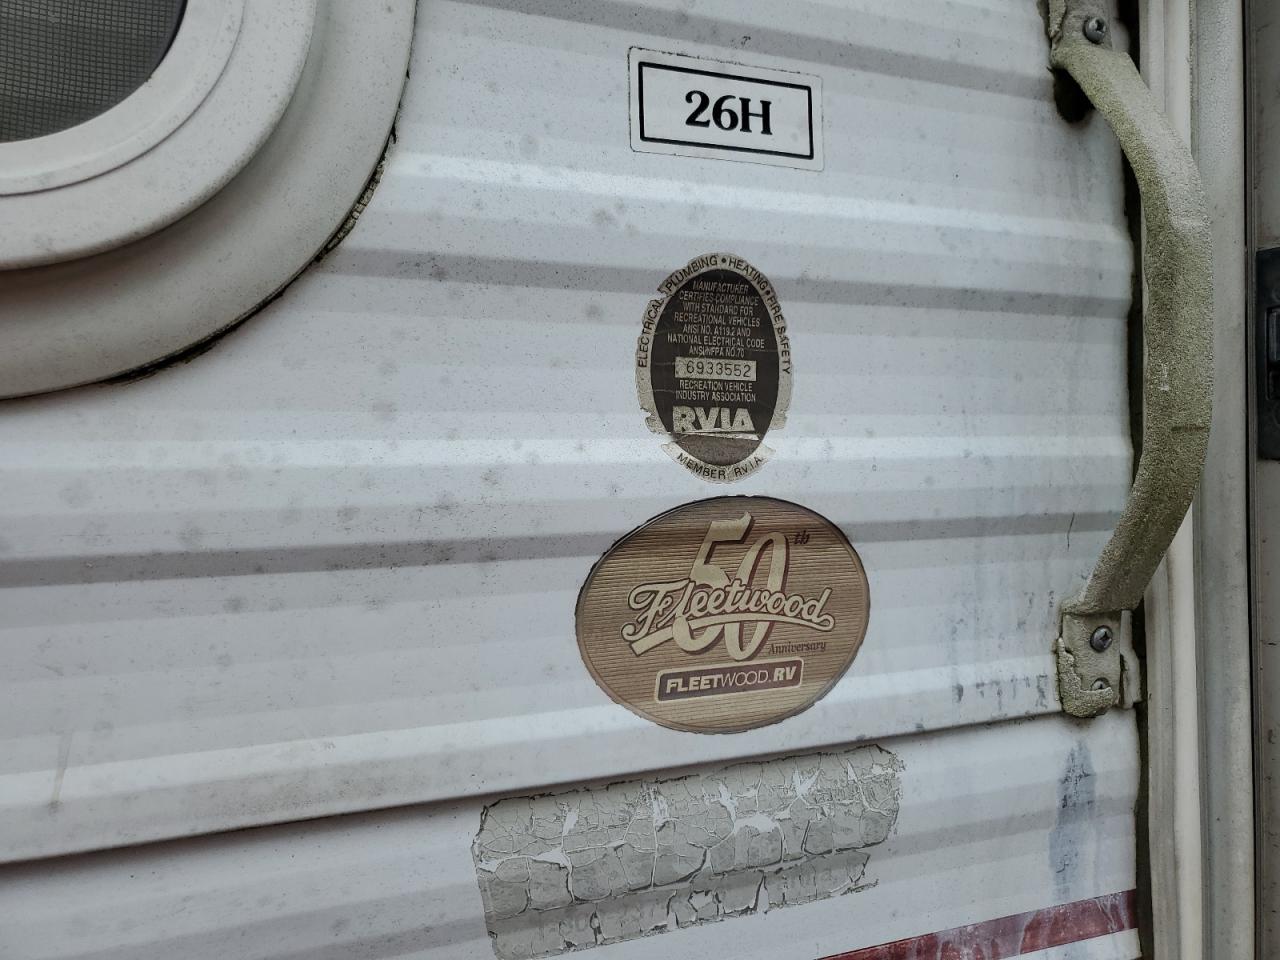 26H
ELECTRICAL • PLUMBING • HEATING • FIRE SAFETY
MANUFACTURER
CERTIFIES COMPLIANCE
WITH STANDARD FOR
RECREATIONAL VEHICLES
ANSI NO. A119.2 AND
NATIONAL ELECTRICAL CODE
ANSI/NFPA NO. 70
6933552
RECREATION VEHICLE
INDUSTRY ASSOCIATION
RVIA
MEMBER RVIA
50th
Fleetwood
Anniversary
FLEETWOOD.RV